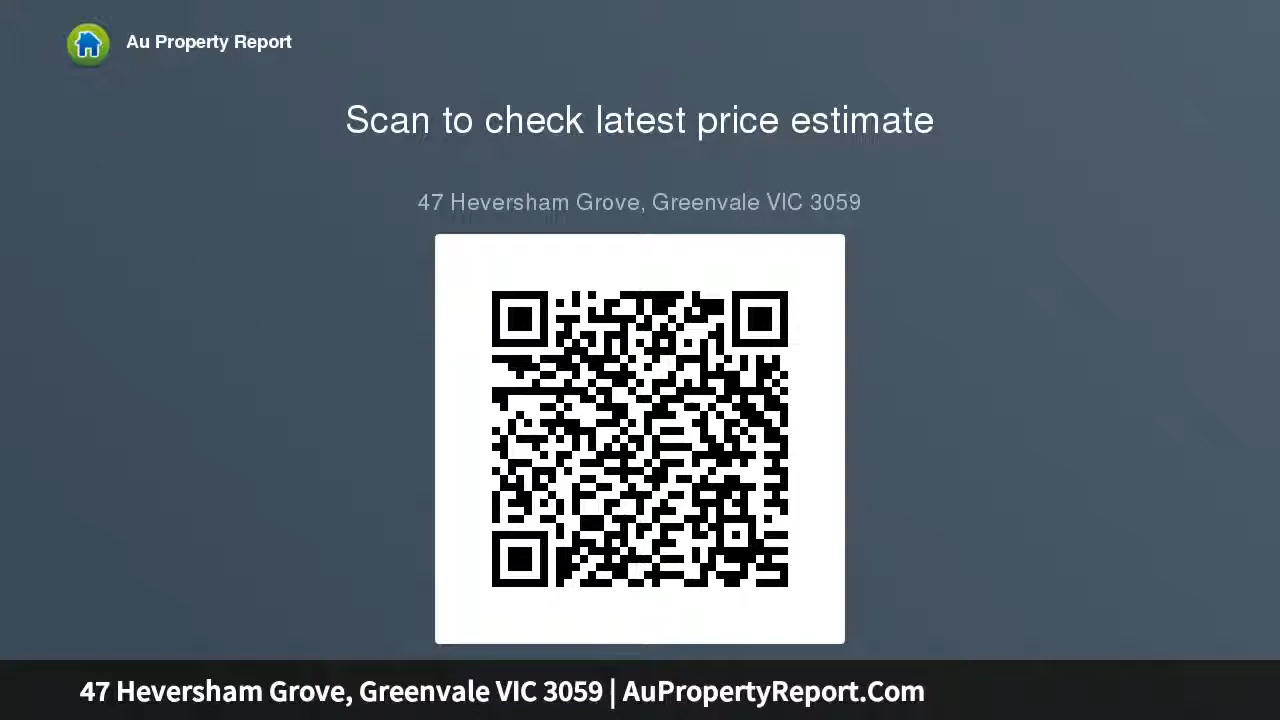 Au Property Report
Scan to check latest price estimate
47 Heversham Grove, Greenvale VIC 3059
47 Heversham Grove, Greenvale VIC 3059 | AuPropertyReport.Com